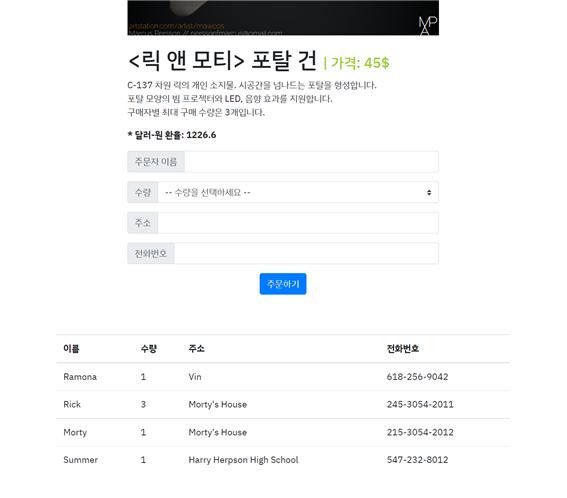 artstation.com/artist/mawcos
Marcus Persson // perssonfmarcus@gmail.com
MP
A
<릭 앤 모티> 포탈 건 | 가격: 45$
C-137 차원 릭의 개인 소지물. 시공간을 넘나드는 포탈을 형성합니다.
포탈 모양의 빔 프로젝터와 LED, 음향 효과를 지원합니다.
구매자별 최대 구매 수량은 3개입니다.
* 달러-원 환율: 1226.6
주문자 이름
수량 -- 수량을 선택하세요 --
주소
전화번호
주문하기
이름 수량 주소 전화번호
Ramona 1 Vin 618-256-9042
Rick 3 Morty's House 245-3054-2011
Morty 1 Morty's House 215-3054-2012
Summer 1 Harry Herpson High School 547-232-8012